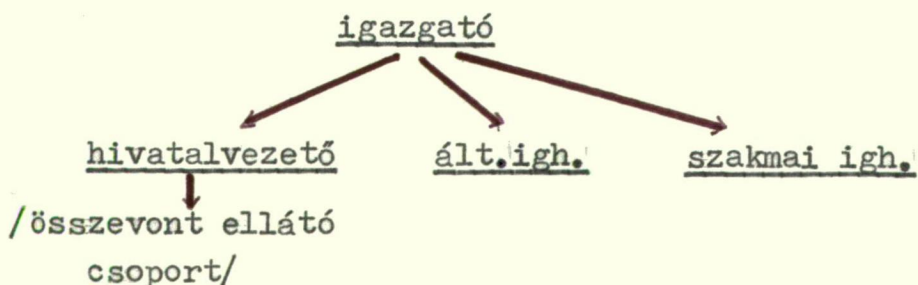 igazgató
hivatalvezető ált.igh. szakmai igh.
/összevont ellátó
csoport/